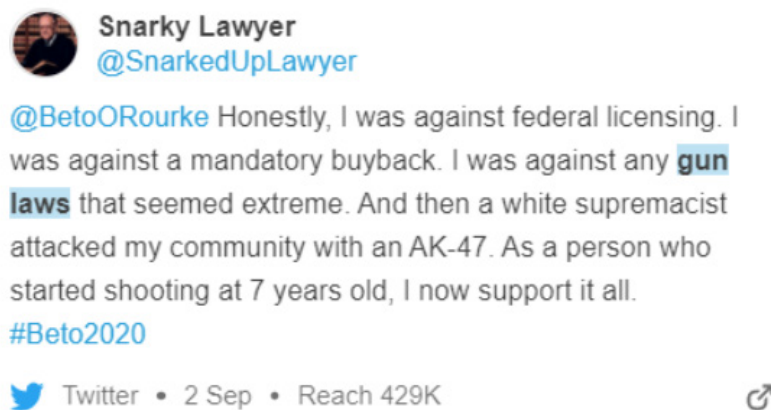 Snarky Lawyer
@SnarkedUpLawyer
@BetoORourke Honestly, I was against federal licensing. I
was against a mandatory buyback. I was against any gun
laws that seemed extreme. And then a white supremacist
attacked my community with an AK-47. As a person who
started shooting at 7 years old, I now support it all.
#Beto2020
Twitter • 2 Sep • Reach 429K